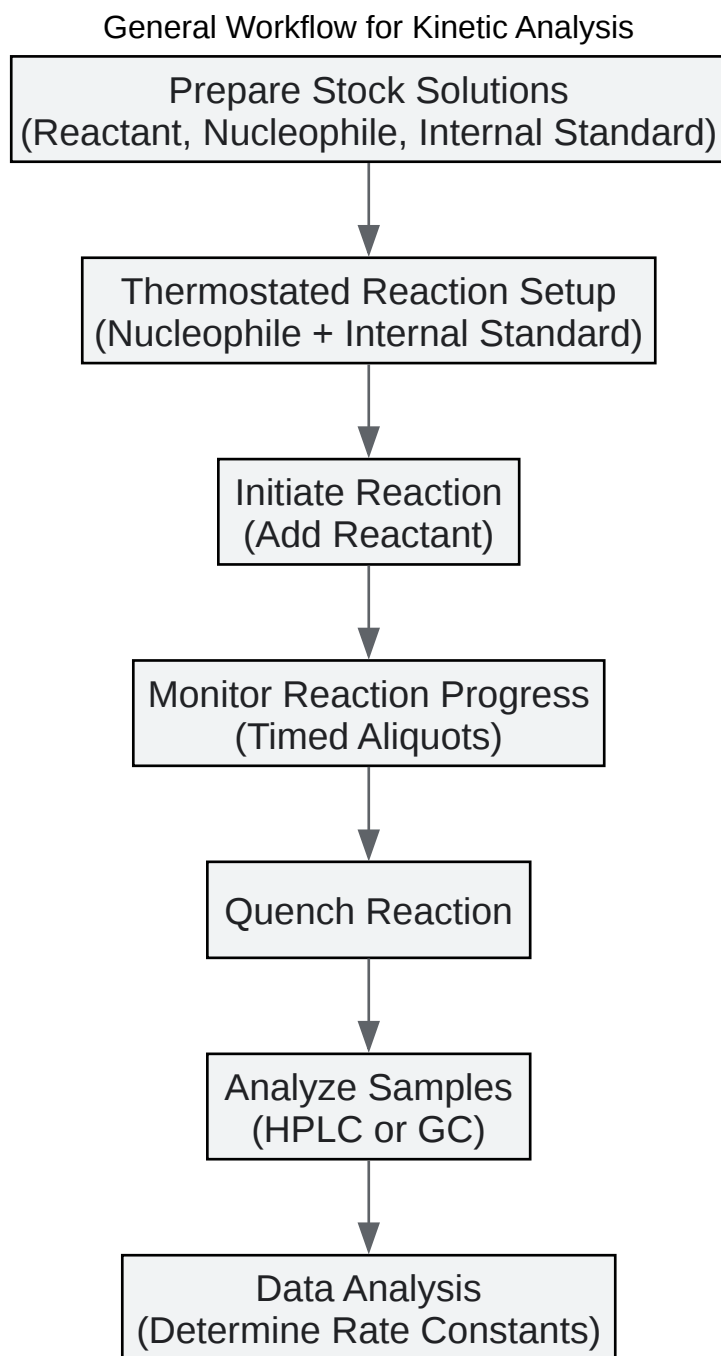 General Workflow for Kinetic Analysis
Prepare Stock Solutions
(Reactant, Nucleophile, Internal Standard)
Thermostated Reaction Setup
(Nucleophile + Internal Standard)
Initiate Reaction
(Add Reactant)
Monitor Reaction Progress
(Timed Aliquots)
Quench Reaction
Analyze Samples
(HPLC or GC)
Data Analysis
(Determine Rate Constants)